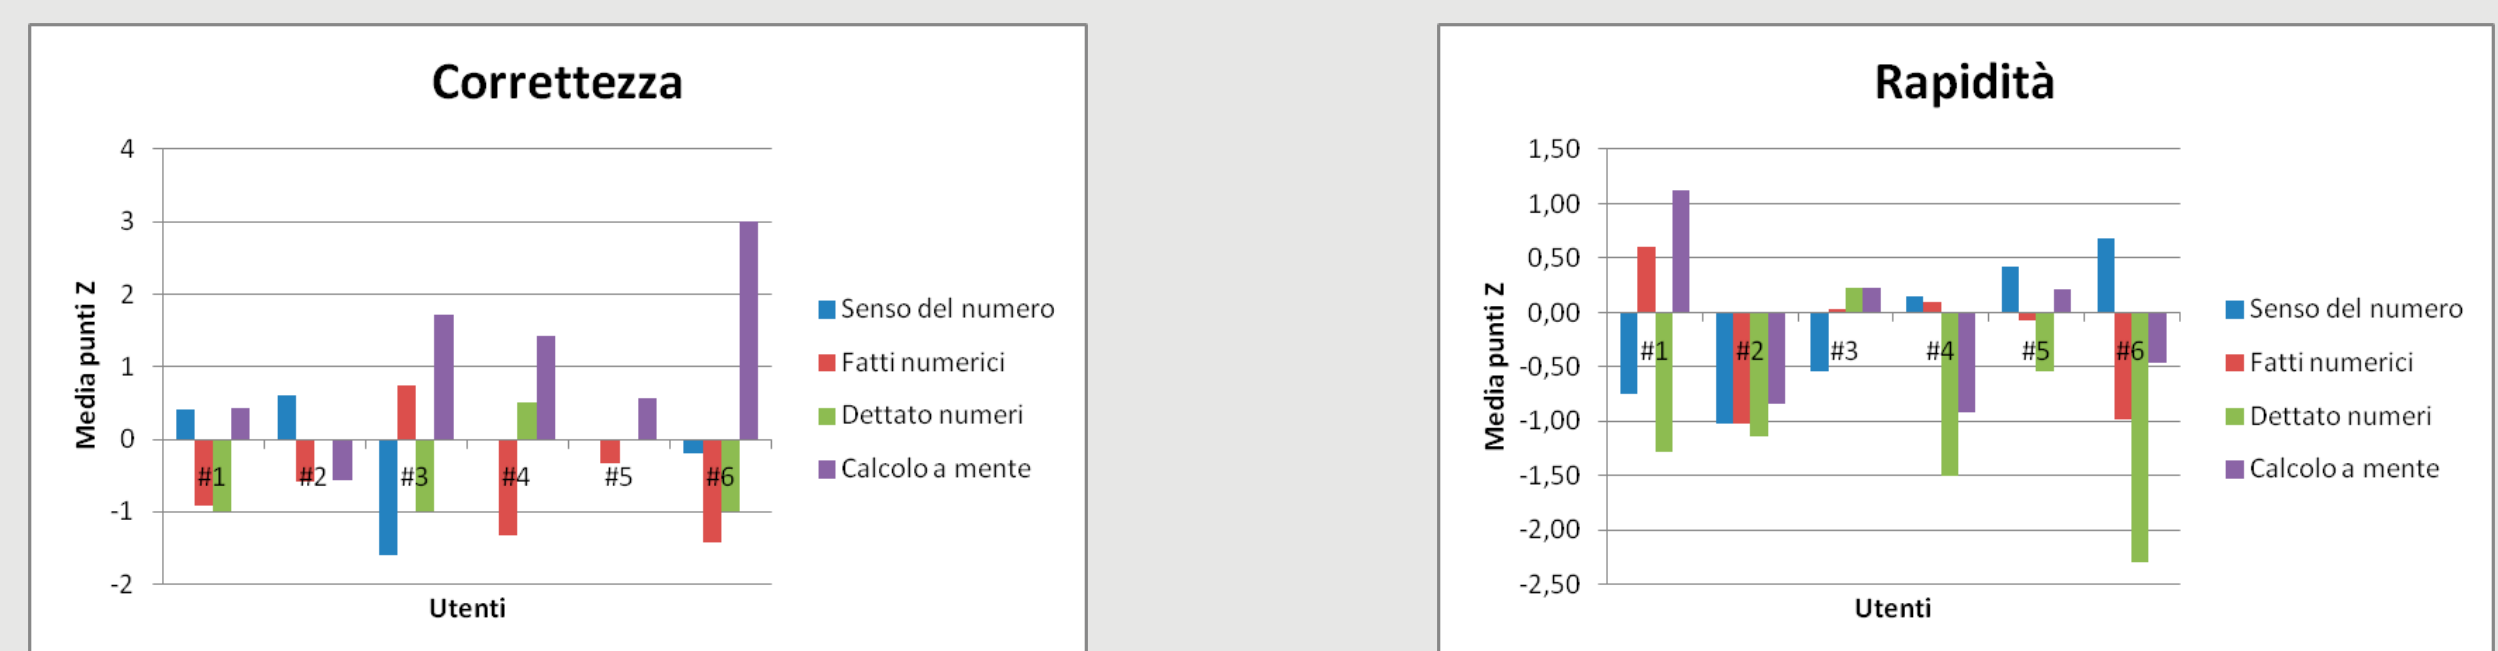 Correttezza
4
3
2
1
0
-1
-2
Media punti Z
#1 #2 #3 #4 #5 #6
Utenti
Senso del numero
Fatti numerici
Dettato numeri
Calcolo a mente
Rapidità
1,50
1,00
0,50
0,00
-0,50
-1,00
-1,50
-2,00
-2,50
Media punti Z
#1 #2 #3 #4 #5 #6
Utenti
Senso del numero
Fatti numerici
Dettato numeri
Calcolo a mente